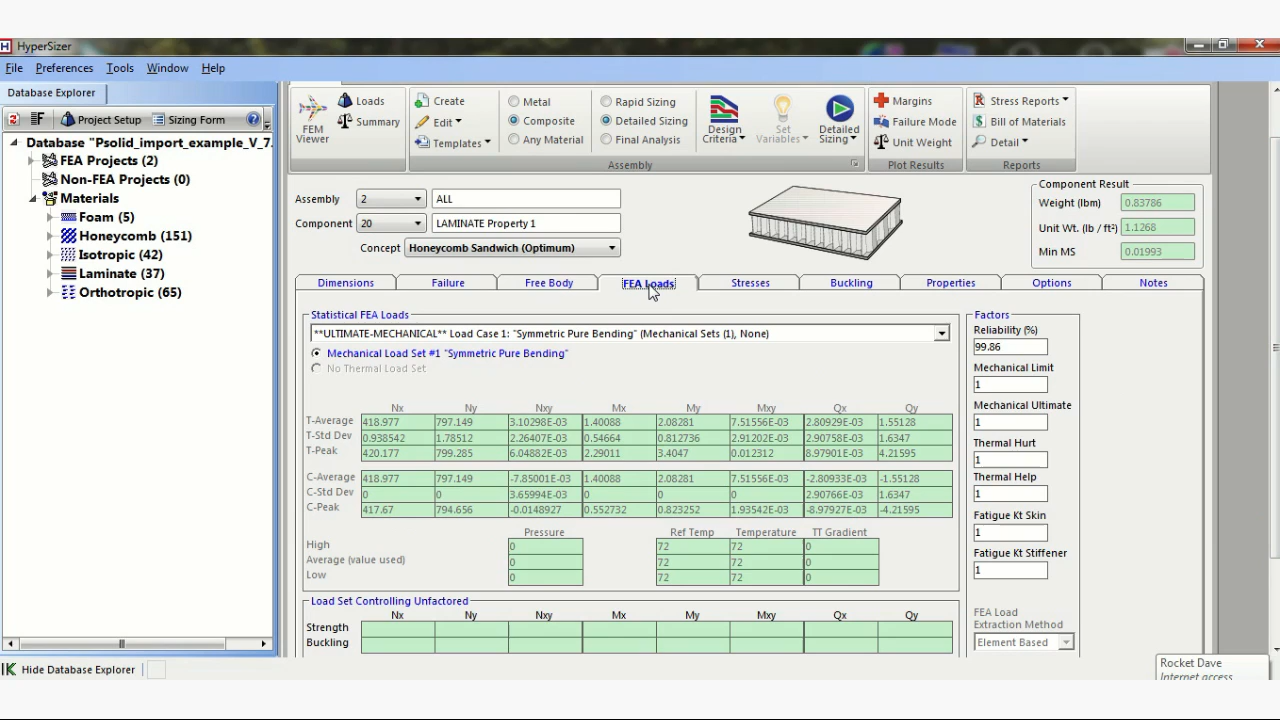 HyperSizer
File Preferences Tools Window Help
Database Explorer
Project Setup Sizing Form
Database "Psolid_import_example_V_7.
FEA Projects (2)
Non-FEA Projects (0)
Materials
Foam (5)
Honeycomb (151)
Isotropic (42)
Laminate (37)
Orthotropic (65)
Hide Database Explorer
FEM Viewer
Loads
Summary
Create
Edit
Templates
Metal
Composite
Any Material
Rapid Sizing
Detailed Sizing
Final Analysis
Design Criteria
Set Variables
Detailed Sizing
Assembly
Margins
Failure Mode
Unit Weight
Plot Results
Stress Reports
Bill of Materials
Detail
Reports
Assembly 2 ALL
Component 20 LAMINATE Property 1
Concept Honeycomb Sandwich (Optimum)
Component Result
Weight (lbm) 0.83786
Unit Wt. (lb / ft²) 1.1268
Min MS 0.01993
Dimensions Failure Free Body FEA Loads Stresses Buckling Properties Options Notes
Statistical FEA Loads
**ULTIMATE-MECHANICAL** Load Case 1: "Symmetric Pure Bending" (Mechanical Sets (1), None)
Mechanical Load Set #1 "Symmetric Pure Bending"
No Thermal Load Set
Nx Ny Nxy Mx My Mxy Qx Qy
T-Average 418.977 797.149 3.10298E-03 1.40088 2.08281 7.51556E-03 2.80929E-03 1.55128
T-Std Dev 0.938542 1.78512 2.26407E-03 0.54664 0.812736 2.91202E-03 2.90758E-03 1.6347
T-Peak 420.177 799.285 6.04882E-03 2.29011 3.4047 0.012312 8.97901E-03 4.21595
C-Average 418.977 797.149 -7.85001E-03 1.40088 2.08281 7.51556E-03 -2.80933E-03 -1.55128
C-Std Dev 0 0 3.65994E-03 0 0 0 2.90766E-03 1.6347
C-Peak 417.67 794.656 -0.0148927 0.552732 0.823252 1.93542E-03 -8.97927E-03 -4.21595
Pressure Ref Temp Temperature TT Gradient
High 0 72 72 0
Average (value used) 0 72 72 0
Low 0 72 72 0
Load Set Controlling Unfactored
Nx Ny Nxy Mx My Mxy Qx Qy
Strength
Buckling
Factors
Reliability (%)
99.86
Mechanical Limit
1
Mechanical Ultimate
1
Thermal Hurt
1
Thermal Help
1
Fatigue Kt Skin
1
Fatigue Kt Stiffener
1
FEA Load
Extraction Method
Element Based
Rocket Dave
Internet access